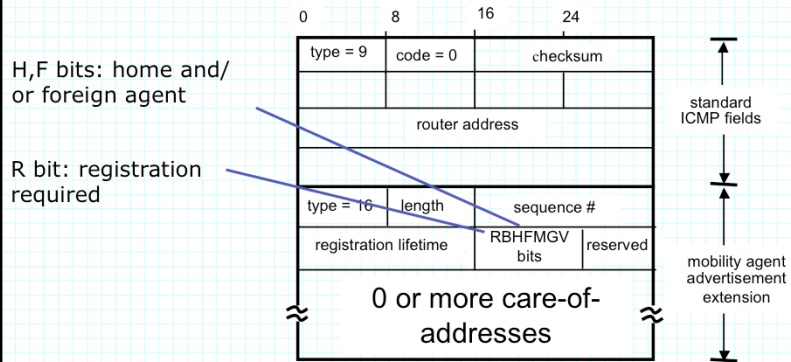 0 8 16 24
type = 9 code = 0 checksum
H,F bits: home and/
or foreign agent
standard
ICMP fields
router address
R bit: registration
required
type = 16 length sequence #
registration lifetime RBHFMGV
bits reserved
mobility agent
advertisement
extension
0 or more care-of-
addresses